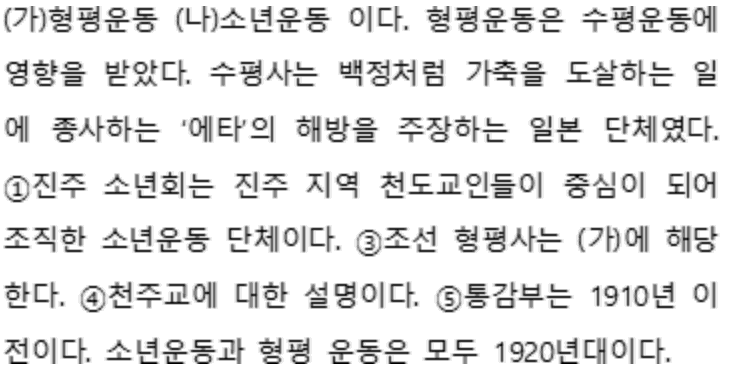 (가)형평운동 (나)소년운동 이다. 형평운동은 수평운동에
영향을 받았다. 수평사는 백정처럼 가축을 도살하는 일
에 종사하는 ‘에타’의 해방을 주장하는 일본 단체였다.
①진주 소년회는 진주 지역 천도교인들이 중심이 되어
조직한 소년운동 단체이다. ③조선 형평사는 (가)에 해당
한다. ④천주교에 대한 설명이다. ⑤통감부는 1910년 이
전이다. 소년운동과 형평 운동은 모두 1920년대이다.